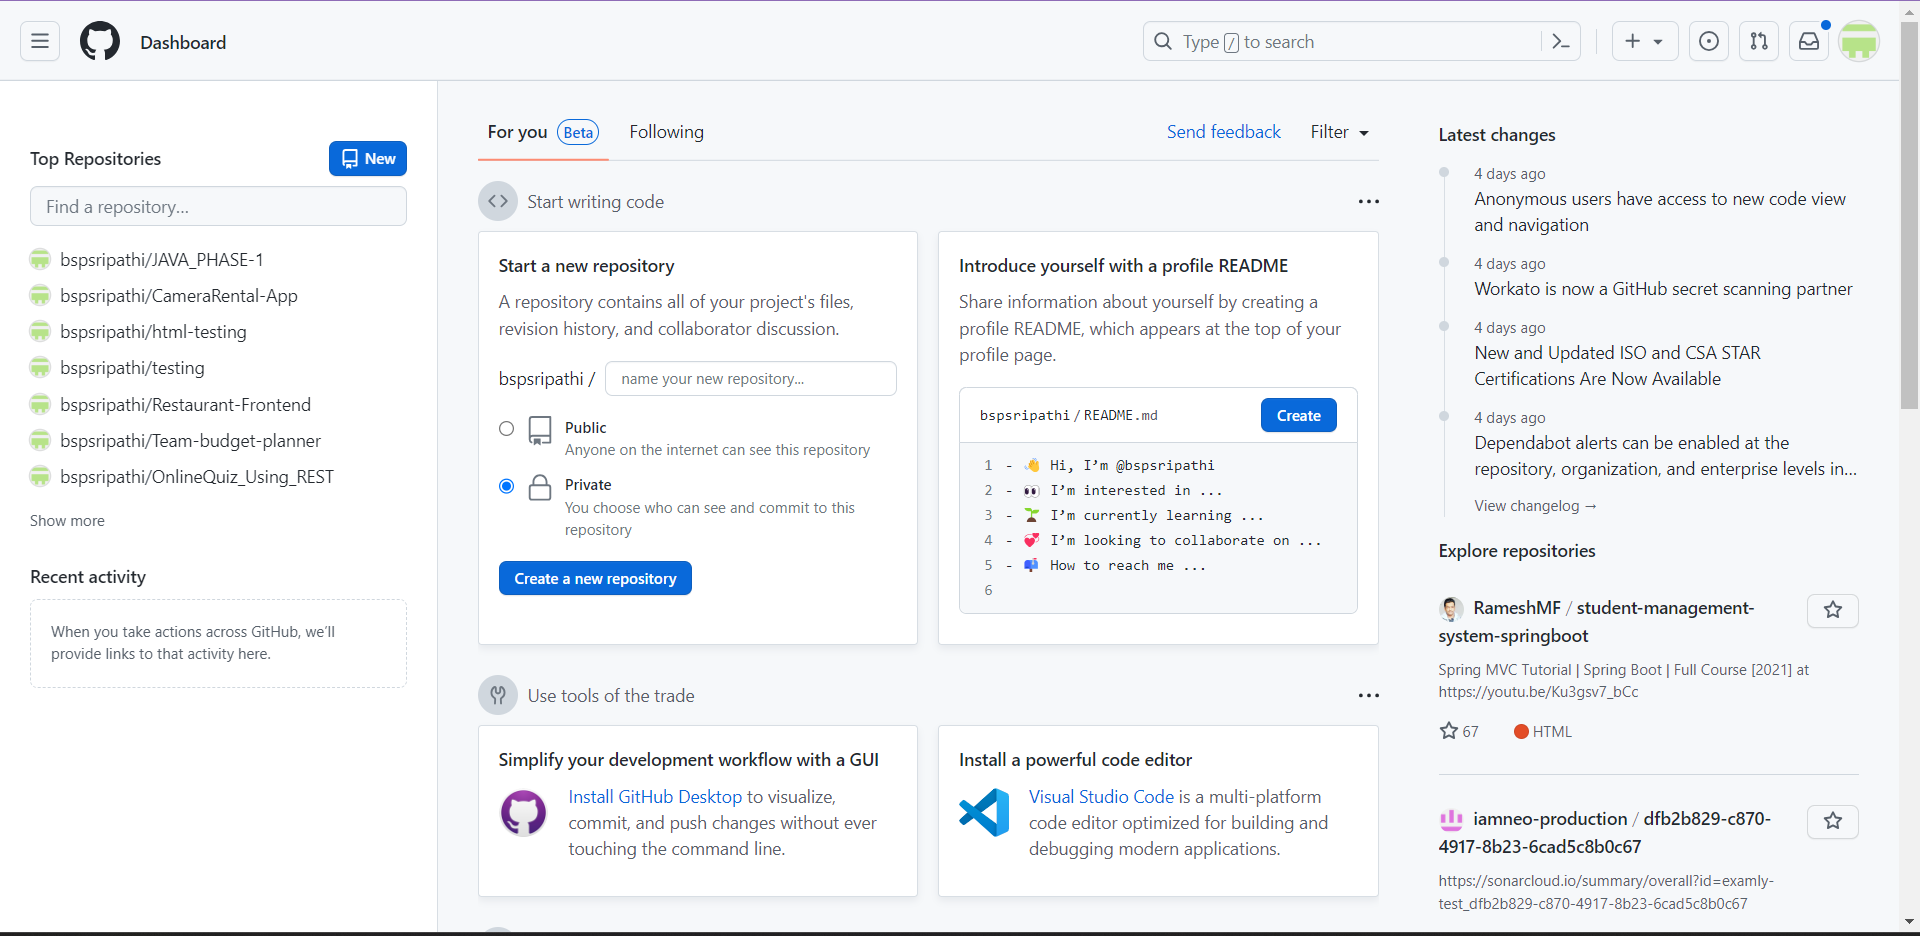 Dashboard
Type / to search
Top Repositories
New
Find a repository...
bspsripathi/JAVA_PHASE-1
bspsripathi/CameraRental-App
bspsripathi/html-testing
bspsripathi/testing
bspsripathi/Restaurant-Frontend
bspsripathi/Team-budget-planner
bspsripathi/OnlineQuiz_Using_REST
Show more
Recent activity
When you take actions across GitHub, we'll
provide links to that activity here.
For you Beta
Following
Send feedback
Filter
Start writing code
Start a new repository
A repository contains all of your project's files,
revision history, and collaborator discussion.
bspsripathi / name your new repository...
Public
Anyone on the internet can see this repository
Private
You choose who can see and commit to this
repository
Create a new repository
Introduce yourself with a profile README
Share information about yourself by creating a
profile README, which appears at the top of your
profile page.
bspsripathi / README.md
Create
1 - 👋 Hi, I’m @bspsripathi
2 - 👀 I’m interested in ...
3 - 🌱 I’m currently learning ...
4 - 💞️ I’m looking to collaborate on ...
5 - 📫 How to reach me ...
6
Use tools of the trade
Simplify your development workflow with a GUI
Install GitHub Desktop to visualize,
commit, and push changes without ever
touching the command line.
Install a powerful code editor
Visual Studio Code is a multi-platform
code editor optimized for building and
debugging modern applications.
Latest changes
4 days ago
Anonymous users have access to new code view
and navigation
4 days ago
Workato is now a GitHub secret scanning partner
4 days ago
New and Updated ISO and CSA STAR
Certifications Are Now Available
4 days ago
Dependabot alerts can be enabled at the
repository, organization, and enterprise levels in...
View changelog →
Explore repositories
RameshMF / student-management-
system-springboot
Spring MVC Tutorial | Spring Boot | Full Course [2021] at
https://youtu.be/Ku3gsv7_bCc
67
HTML
iamneo-production / dfb2b829-c870-
4917-8b23-6cad5c8b0c67
https://sonarcloud.io/summary/overall?id=examly-
test_dfb2b829-c870-4917-8b23-6cad5c8b0c67